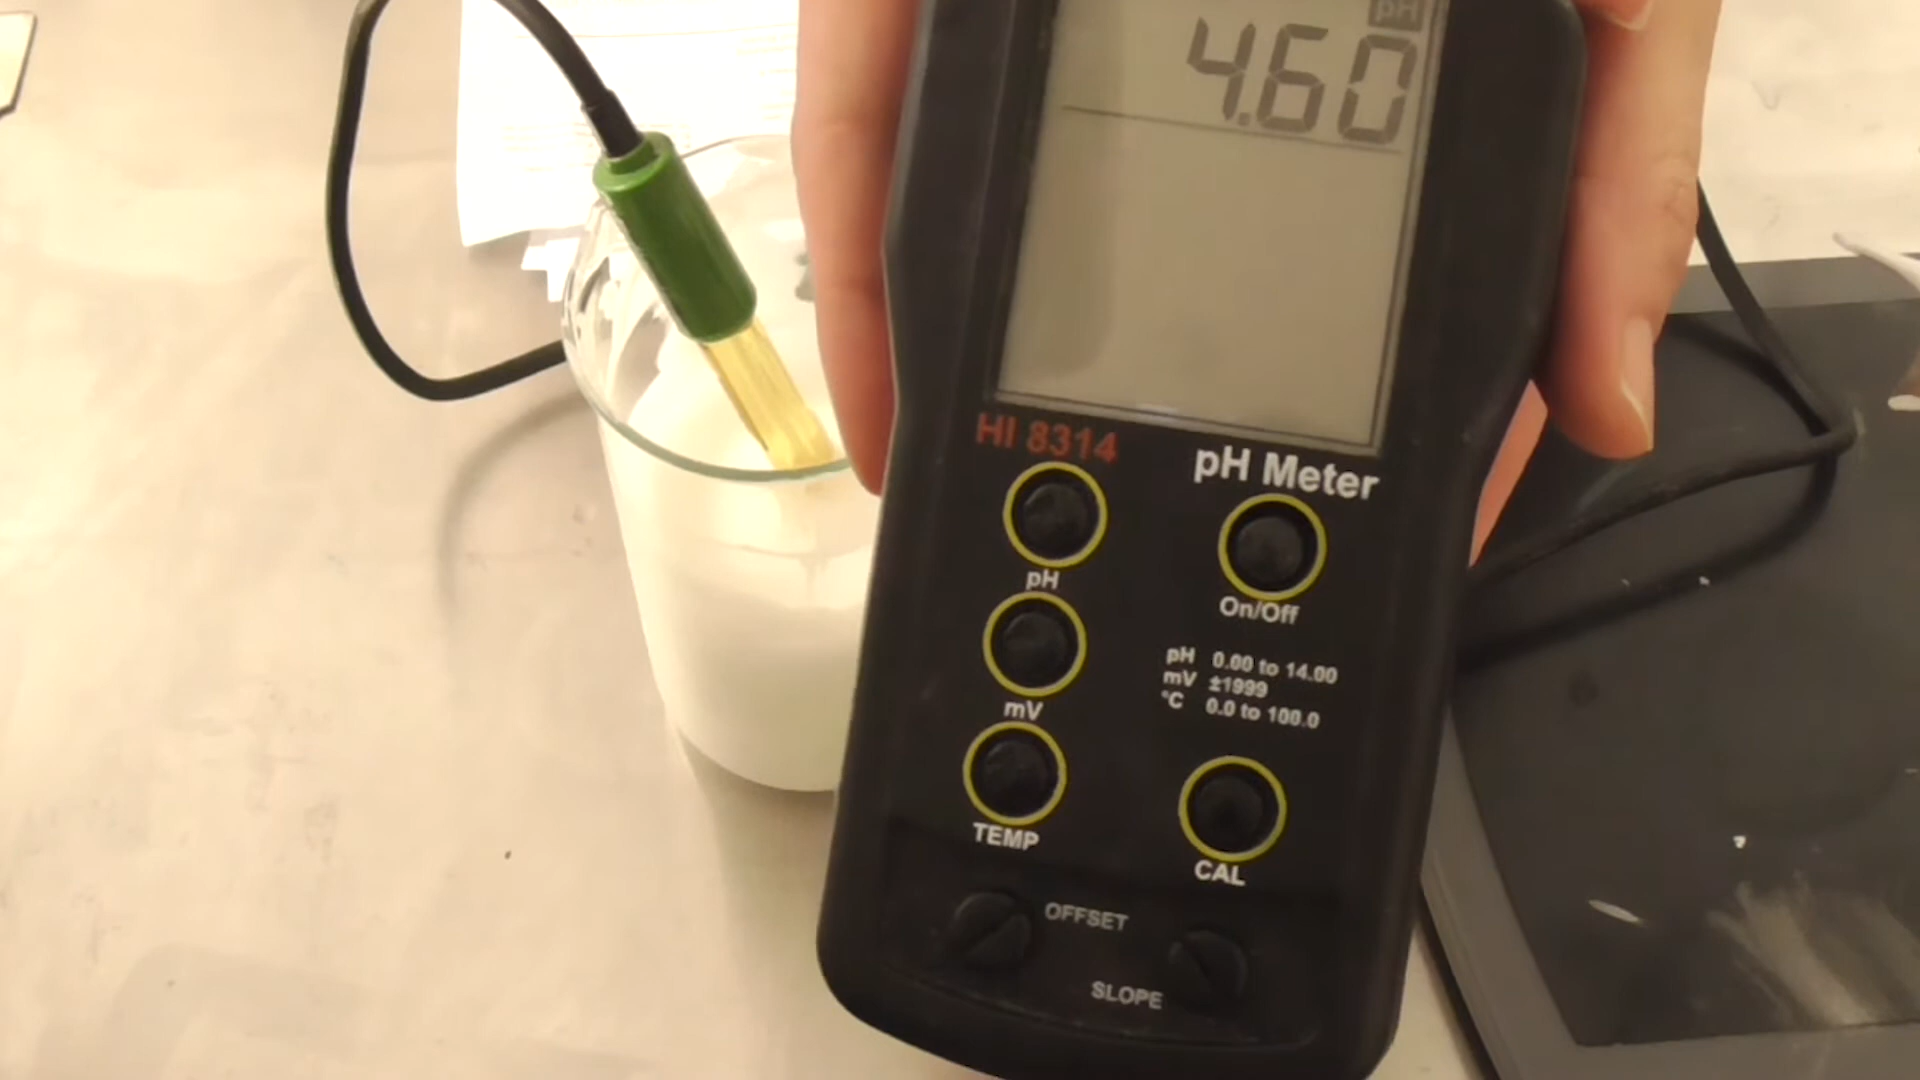 pH
4.60
HI 8314
pH Meter
pH
On/Off
mV
pH 0.00 to 14.00
mV ±1999
°C 0.0 to 100.0
TEMP
CAL
OFFSET
SLOPE